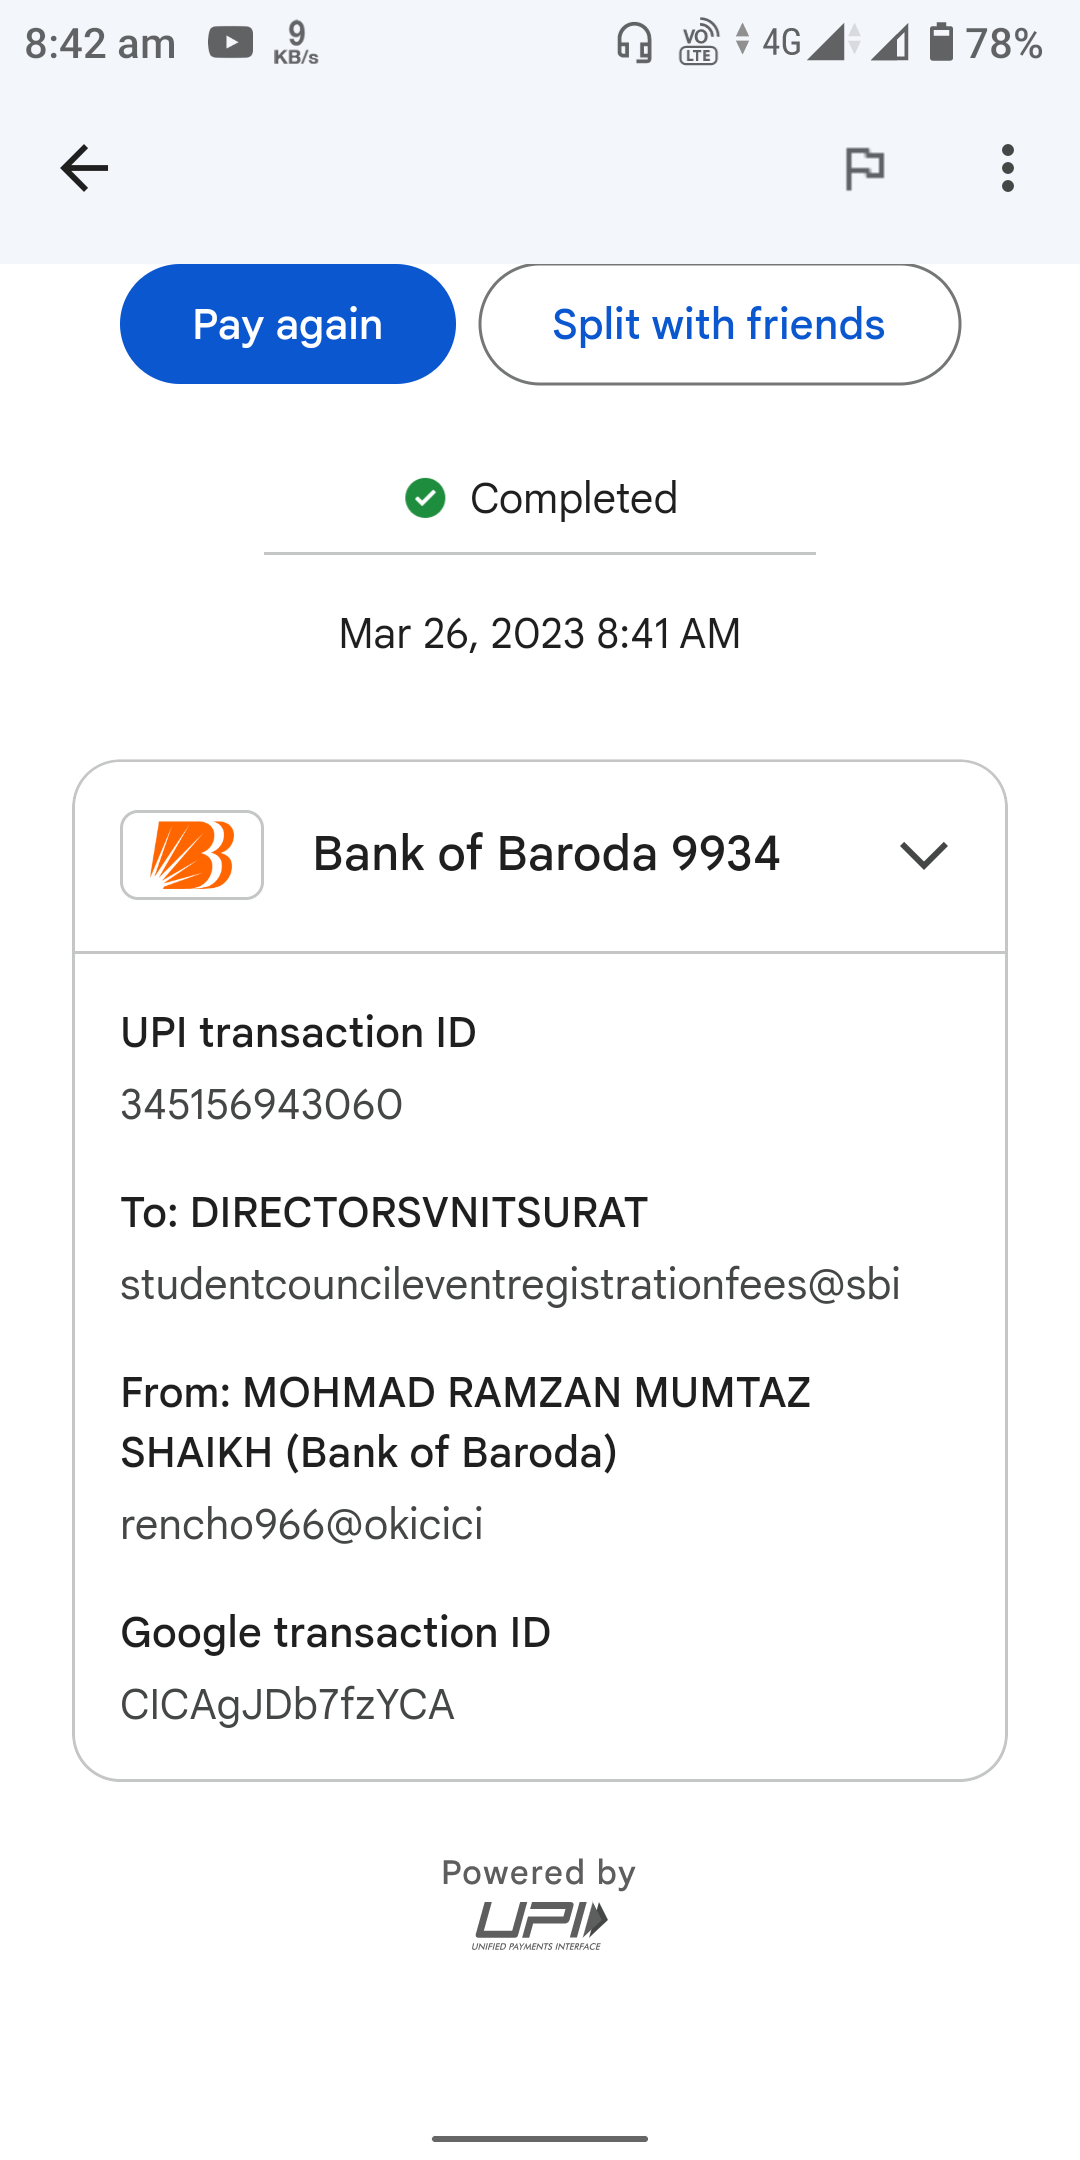 8:42 am 9 KB/s VO LTE 4G 78%
Pay again Split with friends
Completed
Mar 26, 2023 8:41 AM
Bank of Baroda 9934
UPI transaction ID
345156943060
To: DIRECTORSVNITSURAT
studentcouncileventregistrationfees@sbi
From: MOHMAD RAMZAN MUMTAZ
SHAIKH (Bank of Baroda)
rencho966@okicici
Google transaction ID
CICAgJDb7fzYCA
Powered by
UPI
UNIFIED PAYMENTS INTERFACE